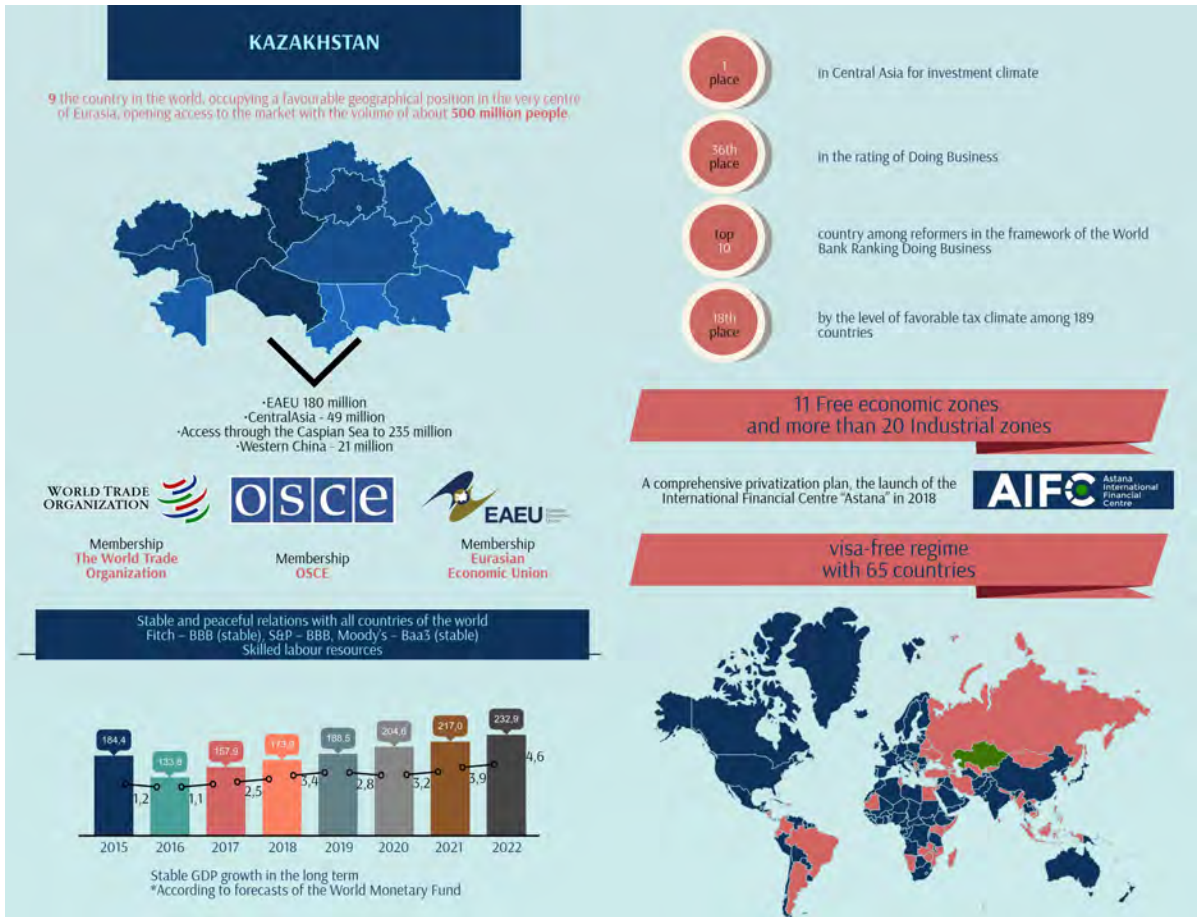 KAZAKHSTAN
9 the country in the world, occupying a favourable geographical position in the very centre
of Eurasia, opening access to the market with the volume of about 500 million people.
•EAEU 180 million
•CentralAsia - 49 million
•Access through the Caspian Sea to 235 million
•Western China - 21 million
WORLD TRADE
ORGANIZATION
osce
EAEU
Membership
The World Trade
Organization
Membership
OSCE
Membership
Eurasian
Economic Union
Stable and peaceful relations with all countries of the world
Fitch – BBB (stable), S&P – BBB, Moody's – Baa3 (stable)
Skilled labour resources
184,4
133,8
157,9
188,5
204,6
217,0
232,9
1,2
1,1
2,5
3,4
2,8
3,2
3,9
4,6
2015
2016
2017
2018
2019
2020
2021
2022
Stable GDP growth in the long term
*According to forecasts of the World Monetary Fund
1
place
in Central Asia for investment climate
36th
place
in the rating of Doing Business
top
10
country among reformers in the framework of the World
Bank Ranking Doing Business
18th
place
by the level of favorable tax climate among 189
countries
11 Free economic zones
and more than 20 Industrial zones
A comprehensive privatization plan, the launch of the
International Financial Centre "Astana" in 2018
AIFC
Astana
International
Financial
Centre
visa-free regime
with 65 countries